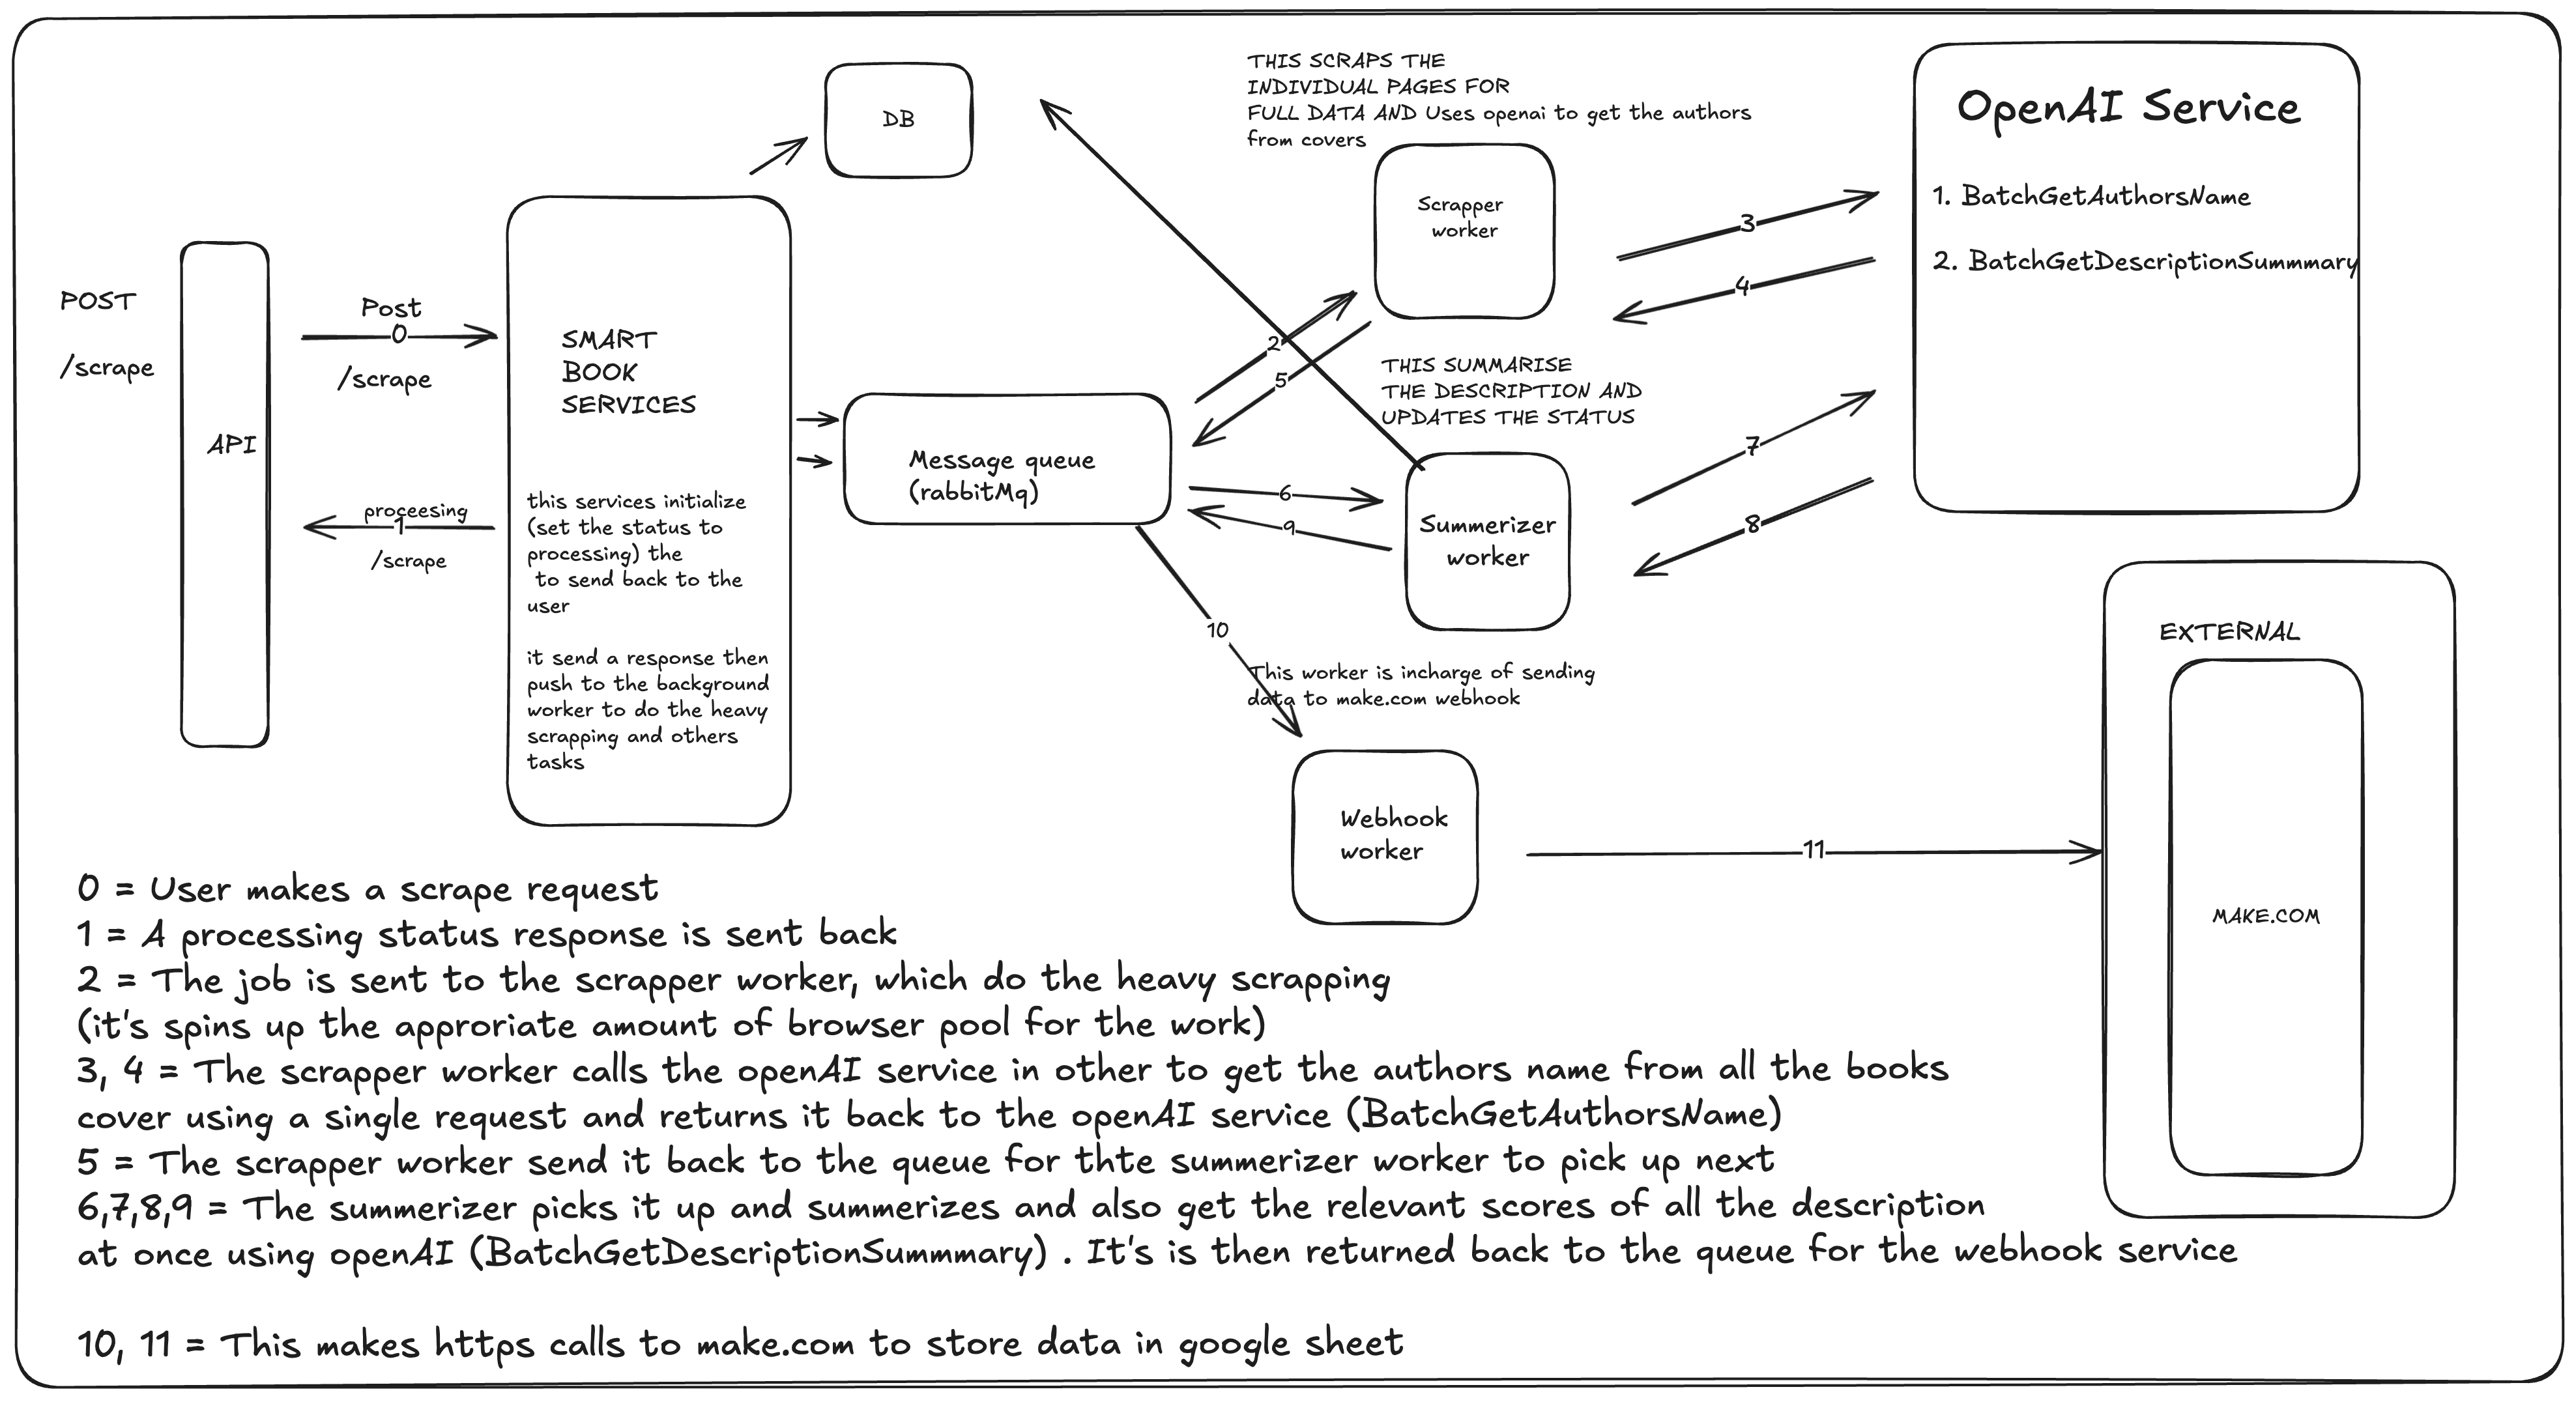 POST
/scrape
API
Post
0
/scrape
proceesing
1
/scrape
SMART
BOOK
SERVICES
this services initialize
(set the status to
processing) the
to send back to the
user
it send a response then
push to the background
worker to do the heavy
scrapping and others
tasks
DB
Message queue
(rabbitMq)
THIS SCRAPS THE
INDIVIDUAL PAGES FOR
FULL DATA AND Uses openai to get the authors
from covers
Scrapper
worker
2
5
3
4
OpenAI Service
1. BatchGetAuthorsName
2. BatchGetDescriptionSummmary
THIS SUMMARISE
THE DESCRIPTION AND
UPDATES THE STATUS
6
9
Summerizer
worker
7
8
10
This worker is incharge of sending
data to make.com webhook
Webhook
worker
11
EXTERNAL
MAKE.COM
0 = User makes a scrape request
1 = A processing status response is sent back
2 = The job is sent to the scrapper worker, which do the heavy scrapping
(it's spins up the approriate amount of browser pool for the work)
3, 4 = The scrapper worker calls the openAI service in other to get the authors name from all the books
cover using a single request and returns it back to the openAI service (BatchGetAuthorsName)
5 = The scrapper worker send it back to the queue for thte summerizer worker to pick up next
6,7,8,9 = The summerizer picks it up and summerizes and also get the relevant scores of all the description
at once using openAI (BatchGetDescriptionSummmary) . It's is then returned back to the queue for the webhook service
10, 11 = This makes https calls to make.com to store data in google sheet